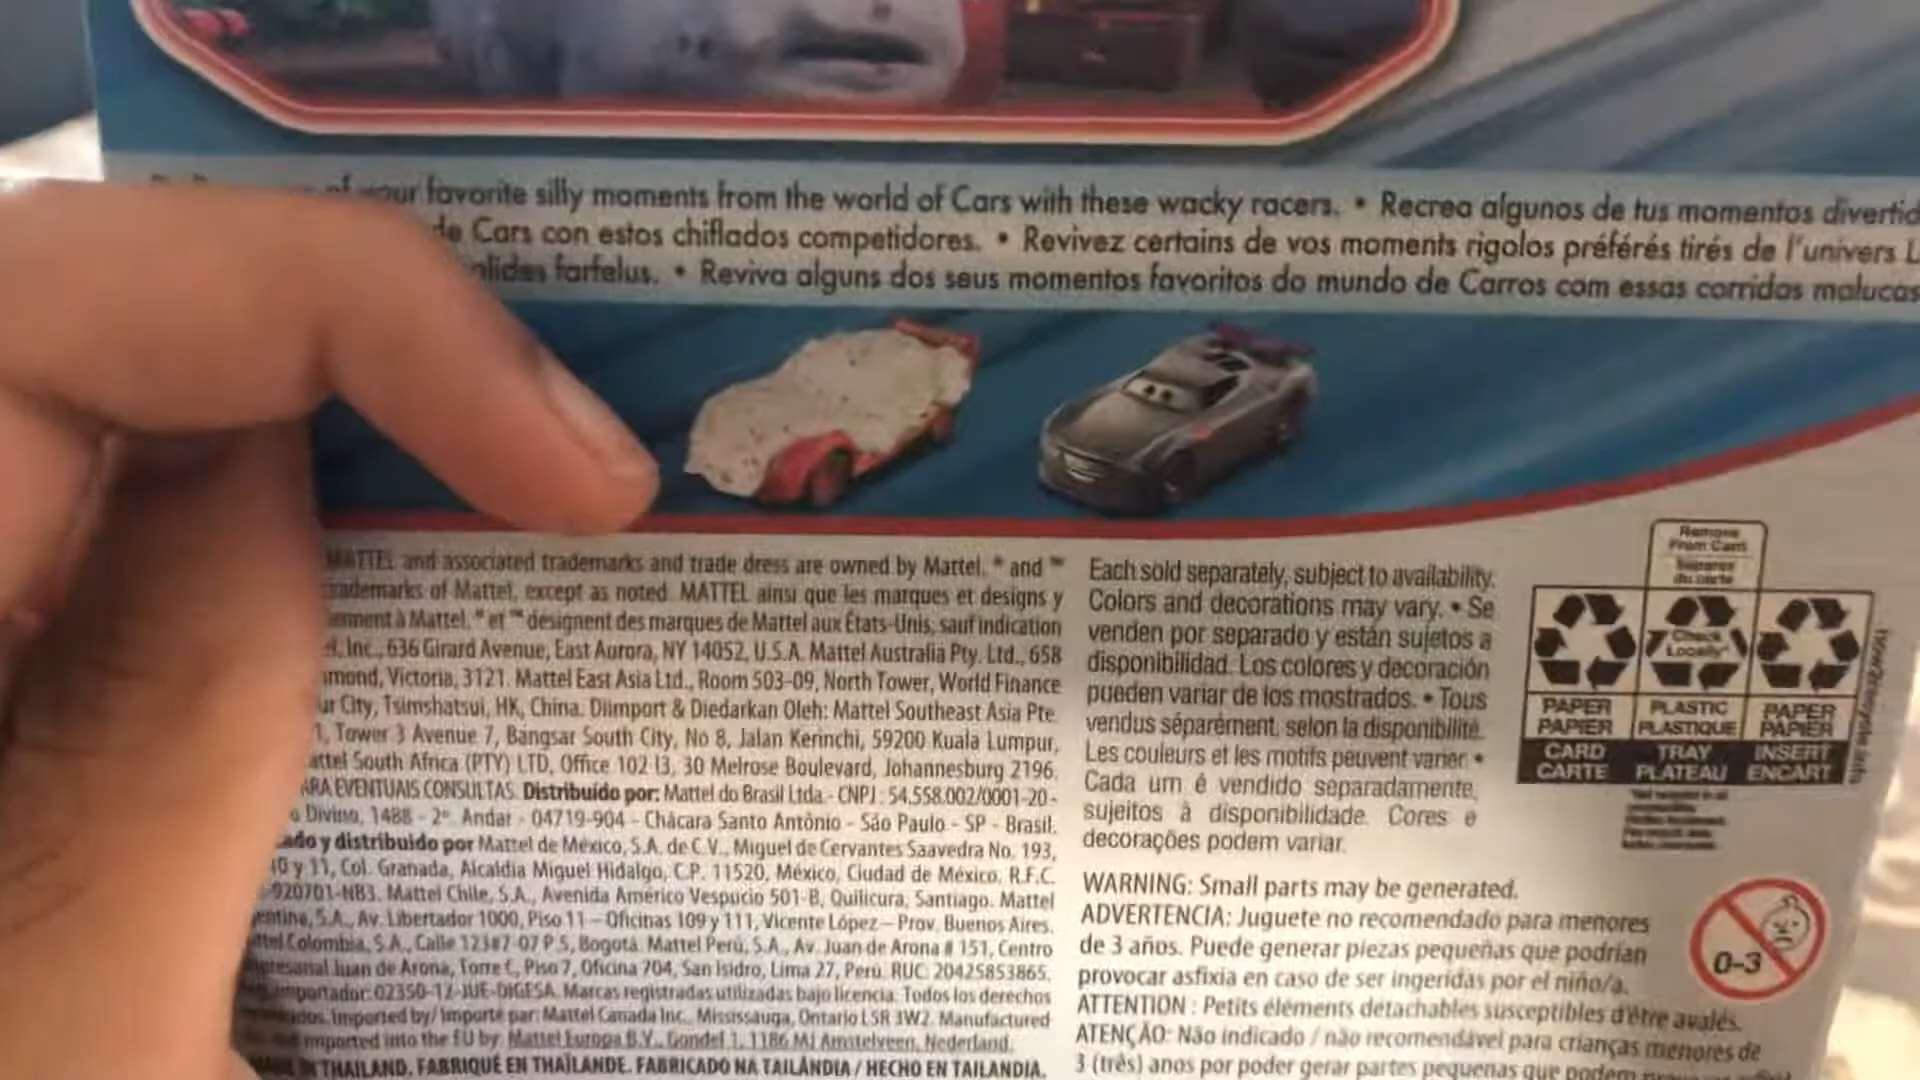 of your favorite silly moments from the world of Cars with these wacky racers. • Recrea algunos de tus momentos divertid
de Cars con estos chiflados competidores. • Revivez certains de vos moments rigolos préférés tirés de l'univers L
olides farfelus. • Reviva alguns dos seus momentos favoritos do mundo de Carros com essas corridas malucas
MATTEL and associated trademarks and trade dress are owned by Mattel. ® and ™
trademarks of Mattel, except as noted. MATTEL ainsi que les marques et designs y
ennent à Mattel. ® et ™ désignent des marques de Mattel aux États-Unis, sauf indication
el, Inc., 636 Girard Avenue, East Aurora, NY 14052, U.S.A. Mattel Australia Pty. Ltd., 658
mond, Victoria, 3121. Mattel East Asia Ltd., Room 503-09, North Tower, World Finance
ur City, Tsimshatsui, HK, China. Diimport & Diedarkan Oleh: Mattel Southeast Asia Pte.
1, Tower 3 Avenue 7, Bangsar South City, No 8, Jalan Kerinchi, 59200 Kuala Lumpur,
attel South Africa (PTY) LTD, Office 102 I3, 30 Melrose Boulevard, Johannesburg 2196.
ARA EVENTUAIS CONSULTAS. Distribuído por: Mattel do Brasil Ltda.- CNPJ : 54.558.002/0001-20 -
o Divino, 1488 - 2º. Andar - 04719-904 - Chácara Santo Antônio - São Paulo - SP - Brasil.
ado y distribuido por Mattel de México, S.A. de C.V., Miguel de Cervantes Saavedra No. 193,
10 y 11, Col. Granada, Alcaldía Miguel Hidalgo, C.P. 11520, México, Ciudad de México. R.F.C.
-920701-NB3. Mattel Chile, S.A., Avenida Américo Vespucio 501-B, Quilicura, Santiago. Mattel
entina, S.A., Av. Libertador 1000, Piso 11 – Oficinas 109 y 111, Vicente López – Prov. Buenos Aires.
ttel Colombia, S.A., Calle 123#7-07 P.5, Bogotá. Mattel Perú, S.A., Av. Juan de Arona # 151, Centro
mpresarial Juan de Arona, Torre C, Piso 7, Oficina 704, San Isidro, Lima 27, Perú. RUC: 20425853865.
Importador: 02350-12-JUE-DIGESA. Marcas registradas utilizadas bajo licencia. Todos los derechos
Imported by/ Importé par: Mattel Canada Inc., Mississauga, Ontario L5R 3W2. Manufactured
imported into the EU by: Mattel Europa B.V., Gondel 1, 1186 MJ Amstelveen, Nederland.
IN THAILAND. FABRIQUÉ EN THAÏLANDE. FABRICADO NA TAILÂNDIA / HECHO EN TAILANDIA.
Each sold separately, subject to availability.
Colors and decorations may vary. • Se
venden por separado y están sujetos a
disponibilidad. Los colores y decoración
pueden variar de los mostrados. • Tous
vendus séparément, selon la disponibilité.
Les couleurs et les motifs peuvent varier. •
Cada um é vendido separadamente,
sujeitos à disponibilidade. Cores e
decorações podem variar.
WARNING: Small parts may be generated.
ADVERTENCIA: Juguete no recomendado para menores
de 3 años. Puede generar piezas pequeñas que podrían
provocar asfixia en caso de ser ingeridas por el niño/a.
ATTENTION : Petits éléments détachables susceptibles d'être avalés.
ATENÇÃO: Não indicado / não recomendável para crianças menores de
3 (três) anos por poder gerar partes pequenas que podem
Remove
From Card
Séparez
du carte
Check
Locally*
PAPER
PAPIER
PLASTIC
PLASTIQUE
PAPER
PAPIER
CARD
CARTE
TRAY
PLATEAU
INSERT
ENCART
how2recycle.info
0-3